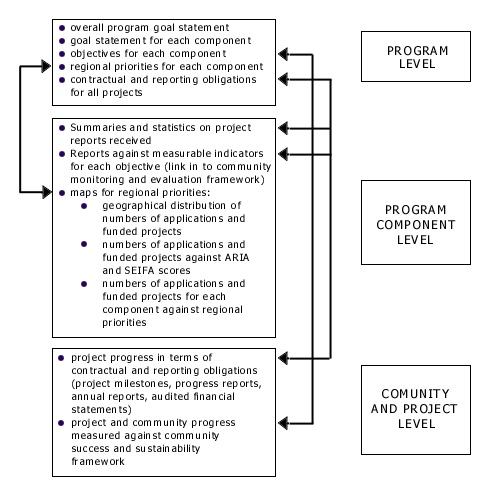 overall program goal statement
goal statement for each component
objectives for each component
regional priorities for each component
contractual and reporting obligations
for all projects
PROGRAM
LEVEL
Summaries and statistics on project
reports received
Reports against measurable indicators
for each objective (link in to community
monitoring and evaluation framework)
maps for regional priorities:
geographical distribution of
numbers of applications and
funded projects
numbers of applications and
funded projects against ARIA
and SEIFA scores
numbers of applications and
funded projects for each
component against regional
priorities
PROGRAM
COMPONENT
LEVEL
project progress in terms of
contractual and reporting obligations
(project milestones, progress reports,
annual reports, audited financial
statements)
project and community progress
measured against community
success and sustainability
framework
COMUNITY
AND PROJECT
LEVEL